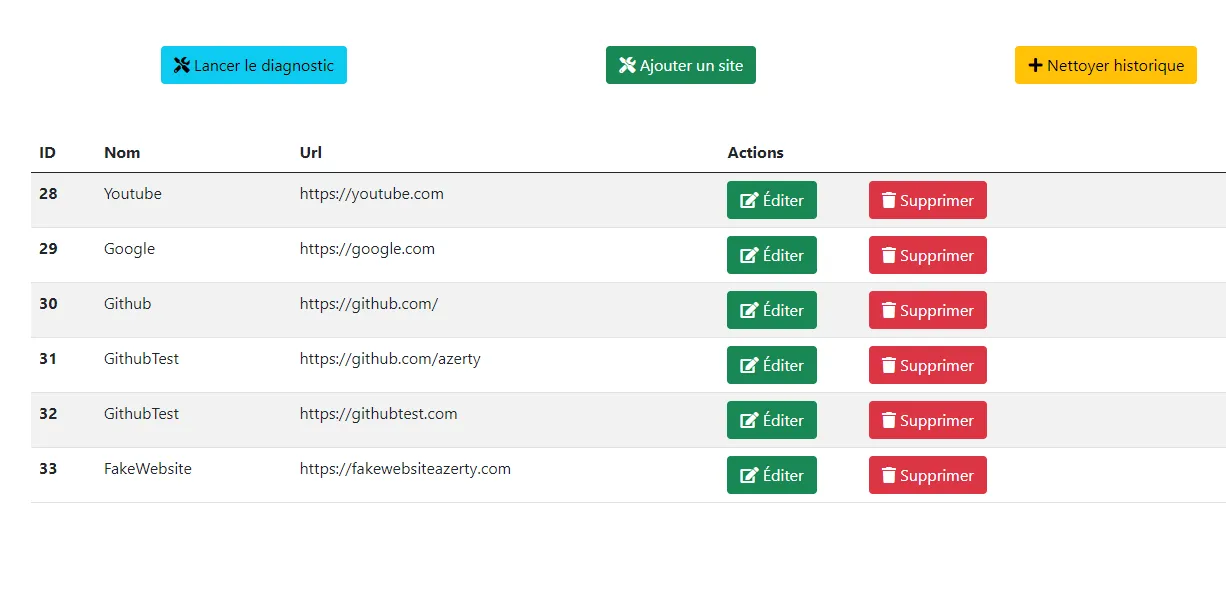 Lancer le diagnostic Ajouter un site Nettoyer historique
ID Nom Url Actions
28 Youtube https://youtube.com Éditer Supprimer
29 Google https://google.com Éditer Supprimer
30 Github https://github.com/ Éditer Supprimer
31 GithubTest https://github.com/azerty Éditer Supprimer
32 GithubTest https://githubtest.com Éditer Supprimer
33 FakeWebsite https://fakewebsiteazerty.com Éditer Supprimer